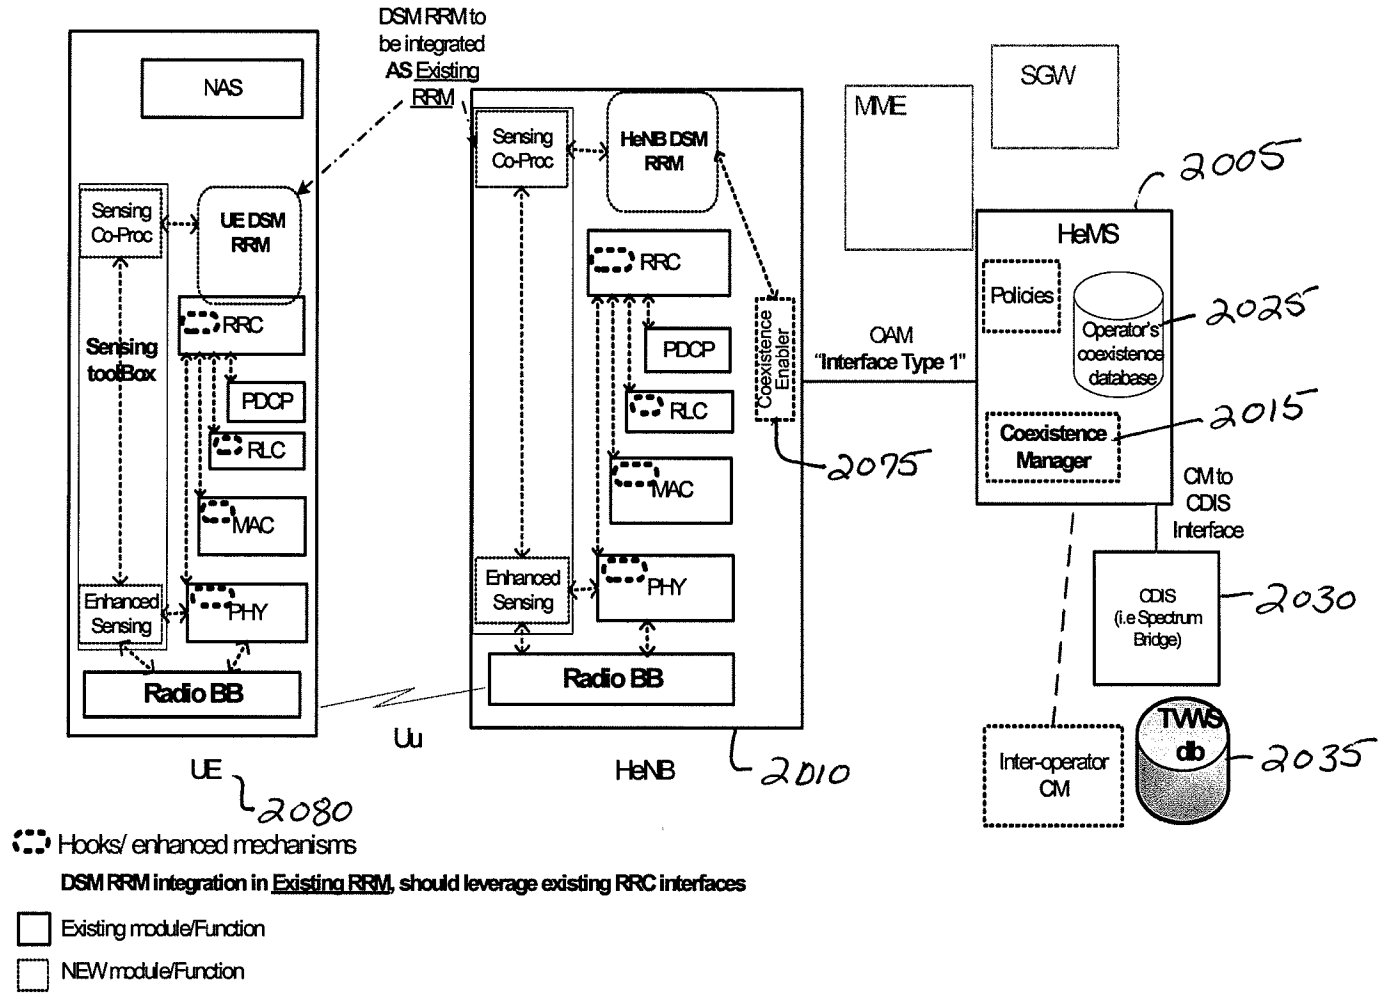 DSM RRM to
be integrated
AS Existing
RRM
NAS
Sensing
Co-Proc
UE DSM
RRM
RRC
Sensing
toolBox
PDCP
RLC
MAC
Enhanced
Sensing
PHY
Radio BB
UE
2080
Uu
Sensing
Co-Proc
HeNB DSM
RRM
RRC
PDCP
RLC
MAC
Enhanced
Sensing
PHY
Radio BB
Coexistence
Enabler
2075
HeNB
2010
MME
SGW
OAM
"Interface Type 1"
2005
HeMS
Policies
Operator's
coexistence
database
2025
Coexistence
Manager
2015
CM to
CDIS
Interface
CDIS
(i.e Spectrum
Bridge)
2030
Inter-operator
CM
TVWS
db
2035
Hooks/ enhanced mechanisms
DSM RRM integration in Existing RRM, should leverage existing RRC interfaces
Existing module/Function
NEW module/Function